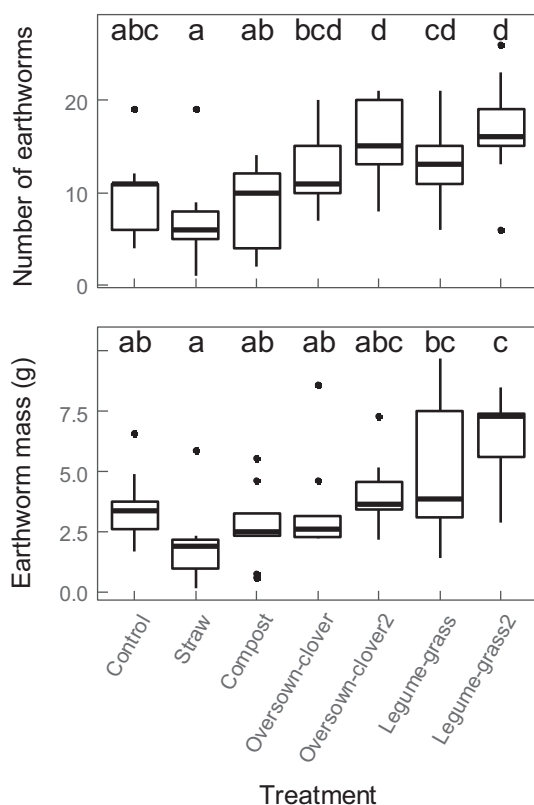 Number of earthworms
abc a ab bcd d cd d
20
10
0
Earthworm mass (g)
ab a ab ab abc bc c
7.5
5.0
2.5
0.0
Control
Straw
Compost
Oversown-clover
Oversown-clover2
Legume-grass
Legume-grass2
Treatment